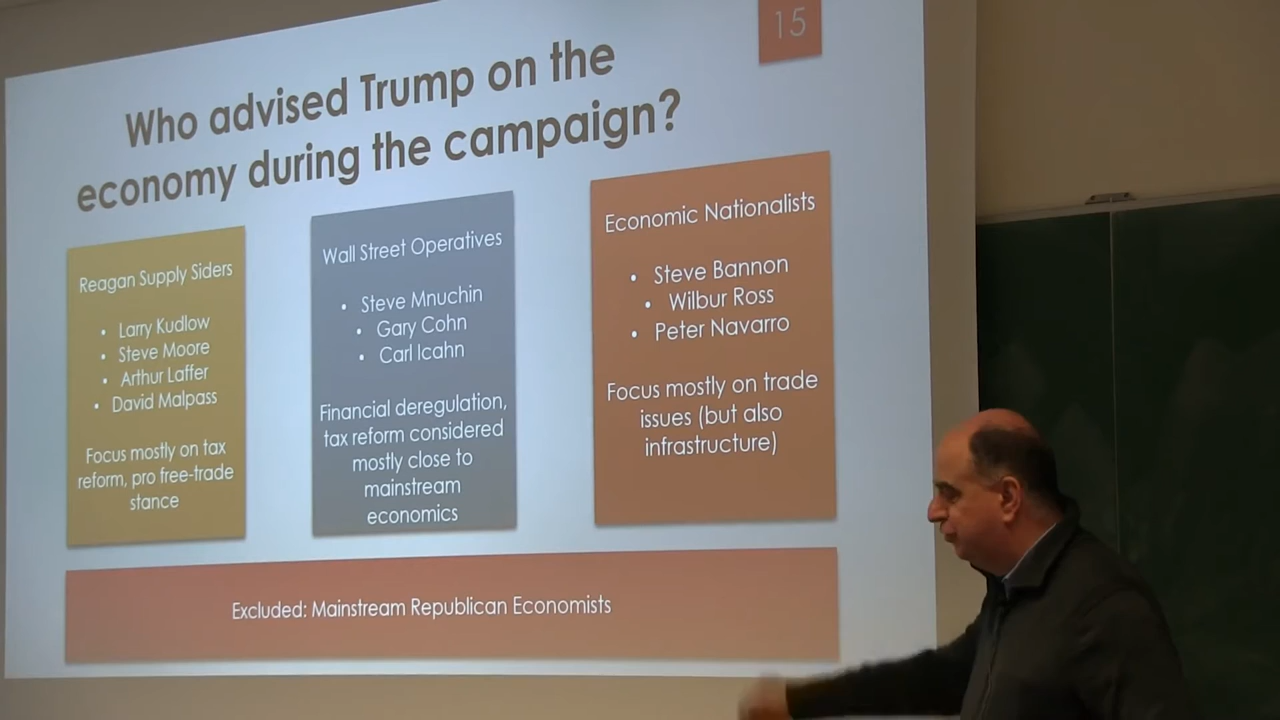 15
Who advised Trump on the
economy during the campaign?
Reagan Supply Siders
• Larry Kudlow
• Steve Moore
• Arthur Laffer
• David Malpass
Focus mostly on tax
reform, pro free-trade
stance
Wall Street Operatives
• Steve Mnuchin
• Gary Cohn
• Carl Icahn
Financial deregulation,
tax reform considered
mostly close to
mainstream
economics
Economic Nationalists
• Steve Bannon
• Wilbur Ross
• Peter Navarro
Focus mostly on trade
issues (but also
infrastructure)
Excluded: Mainstream Republican Economists